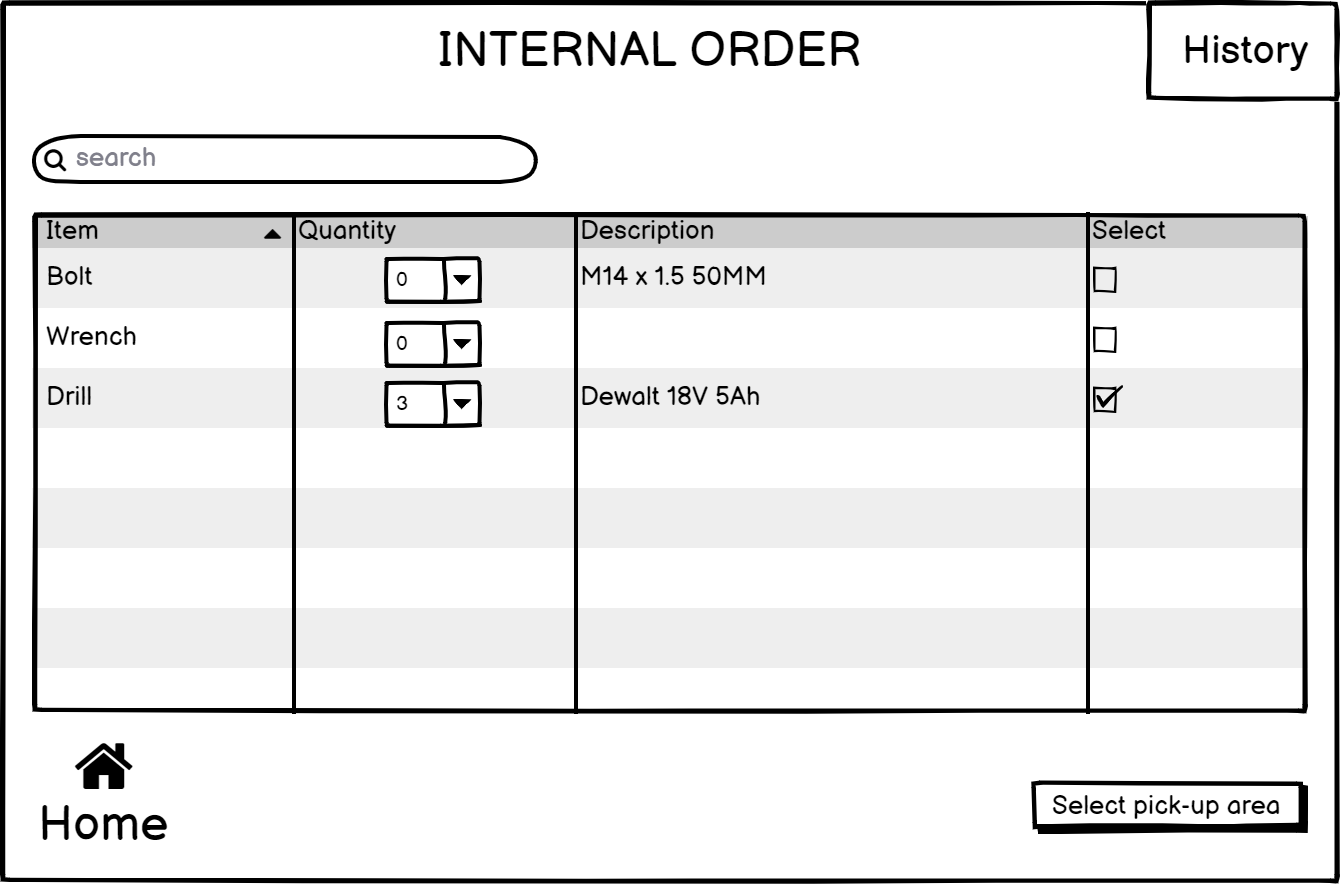 INTERNAL ORDER
History
search
Item Quantity Description Select
Bolt 0 M14 x 1.5 50MM
Wrench 0
Drill 3 Dewalt 18V 5Ah
Home
Select pick-up area